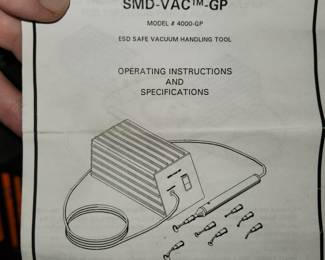 SMD-VAC™-GP
MODEL # 4000-GP
ESD SAFE VACUUM HANDLING TOOL
OPERATING INSTRUCTIONS
AND
SPECIFICATIONS